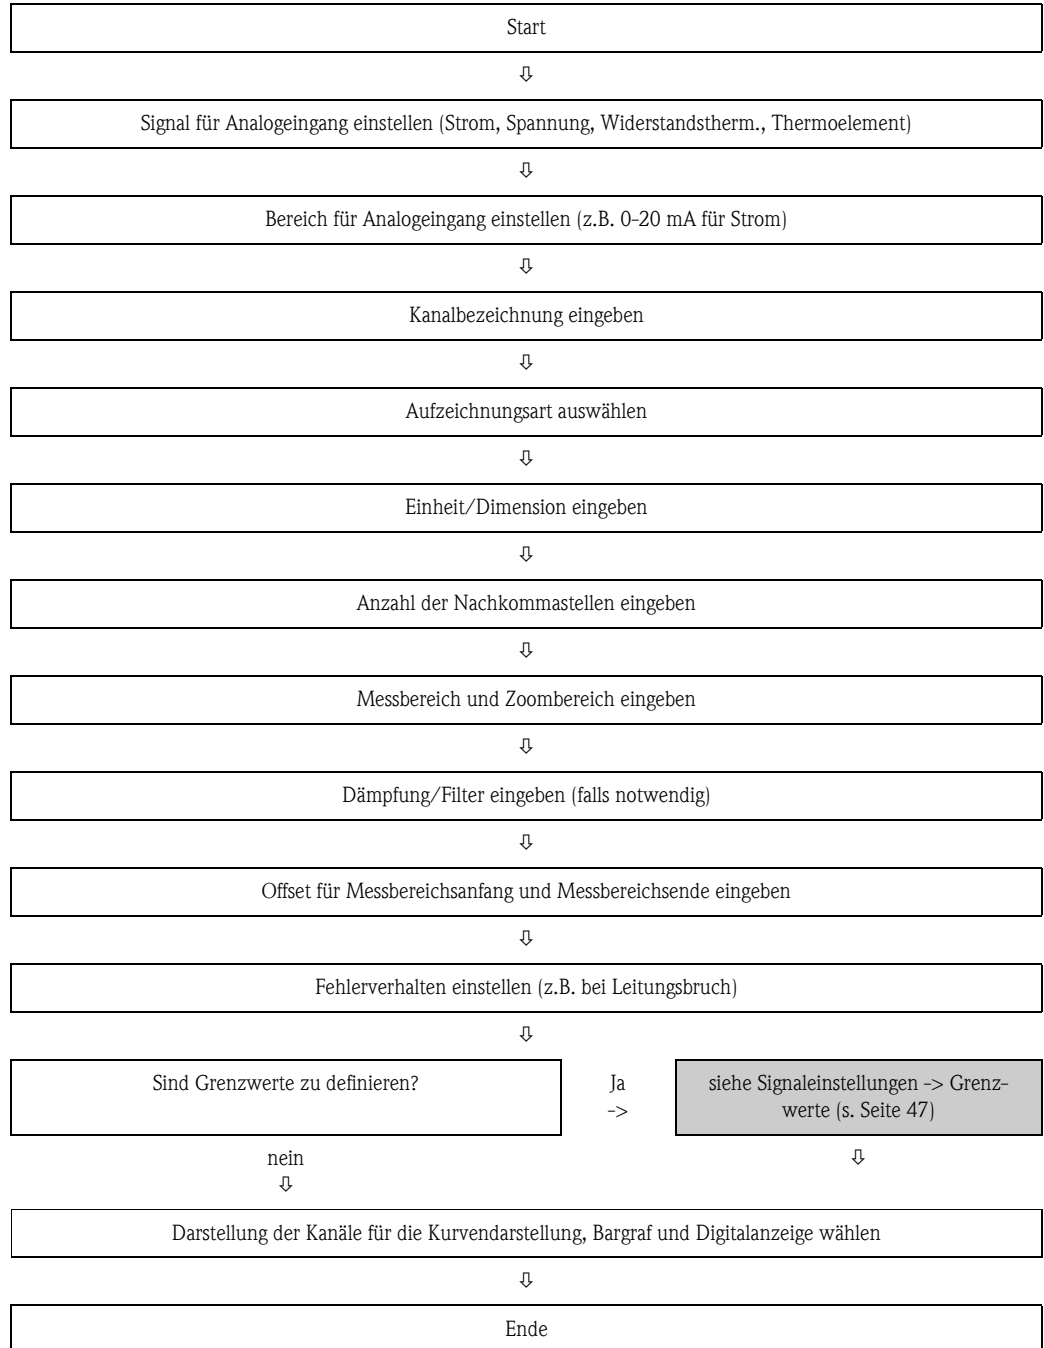 Start
⇩
Signal für Analogeingang einstellen (Strom, Spannung, Widerstandstherm., Thermoelement)
⇩
Bereich für Analogeingang einstellen (z.B. 0-20 mA für Strom)
⇩
Kanalbezeichnung eingeben
⇩
Aufzeichnungsart auswählen
⇩
Einheit/Dimension eingeben
⇩
Anzahl der Nachkommastellen eingeben
⇩
Messbereich und Zoombereich eingeben
⇩
Dämpfung/Filter eingeben (falls notwendig)
⇩
Offset für Messbereichsanfang und Messbereichsende eingeben
⇩
Fehlerverhalten einstellen (z.B. bei Leitungsbruch)
⇩
Sind Grenzwerte zu definieren?
Ja
->
siehe Signaleinstellungen -> Grenz-
werte (s. Seite 47)
nein
⇩
⇩
Darstellung der Kanäle für die Kurvendarstellung, Bargraf und Digitalanzeige wählen
⇩
Ende